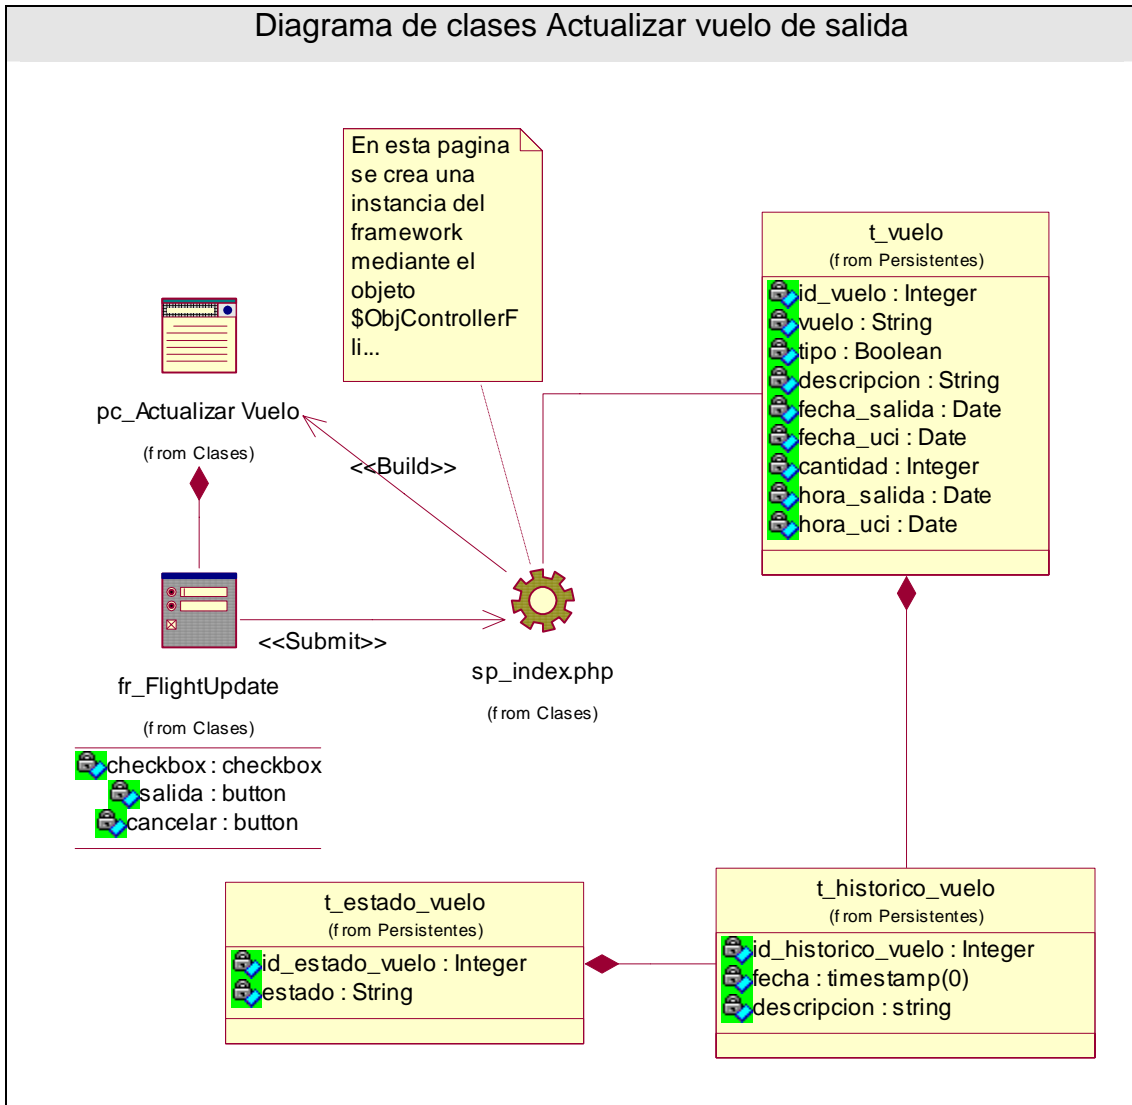 Diagrama de clases Actualizar vuelo de salida
En esta pagina
se crea una
instancia del
framework
mediante el
objeto
$ObjControllerF
li...
t_vuelo
(from Persistentes)
id_vuelo : Integer
vuelo : String
tipo : Boolean
descripcion : String
fecha_salida : Date
fecha_uci : Date
cantidad : Integer
hora_salida : Date
hora_uci : Date
pc_Actualizar Vuelo
(from Clases)
<<Build>>
<<Submit>>
sp_index.php
(from Clases)
fr_FlightUpdate
(from Clases)
checkbox : checkbox
salida : button
cancelar : button
t_estado_vuelo
(from Persistentes)
id_estado_vuelo : Integer
estado : String
t_historico_vuelo
(from Persistentes)
id_historico_vuelo : Integer
fecha : timestamp(0)
descripcion : string